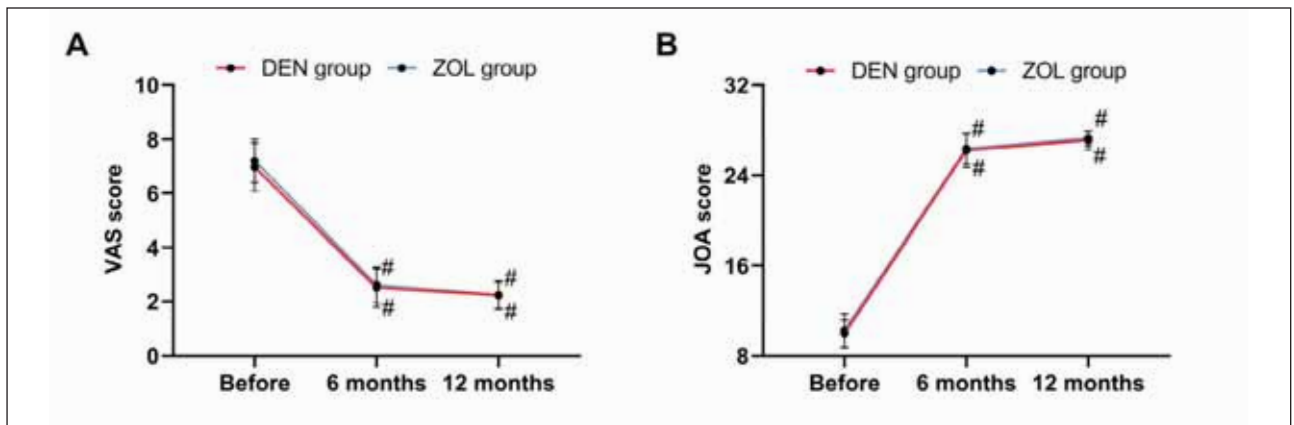 A
DEN group ZOL group
10
8
6
4
2
0
VAS score
# 
#
#
#
Before 6 months 12 months
B
DEN group ZOL group
32
24
16
8
JOA score
#
#
#
#
Before 6 months 12 months